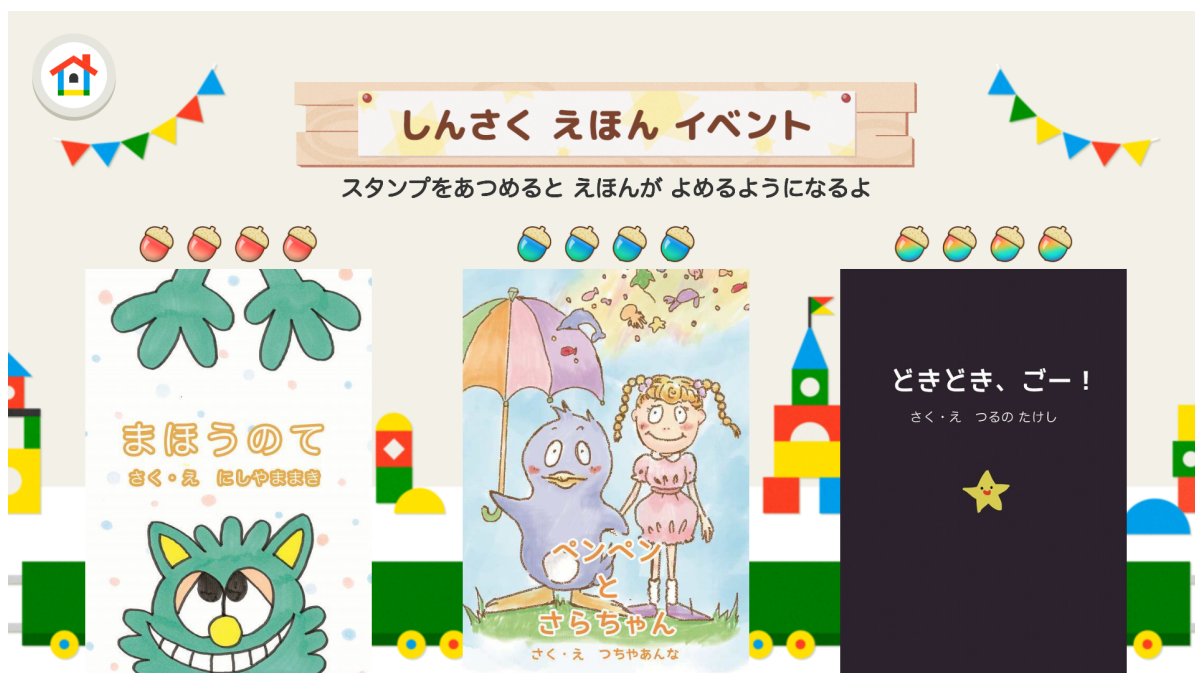 しんさく えほん イベント
スタンプをあつめると えほんが よめるようになるよ
まほうのて
さく・え　にしやままき
ペンペン
と
さらちゃん
さく・え　つちやあんな
どきどき、ごー！
さく・え　つるの たけし